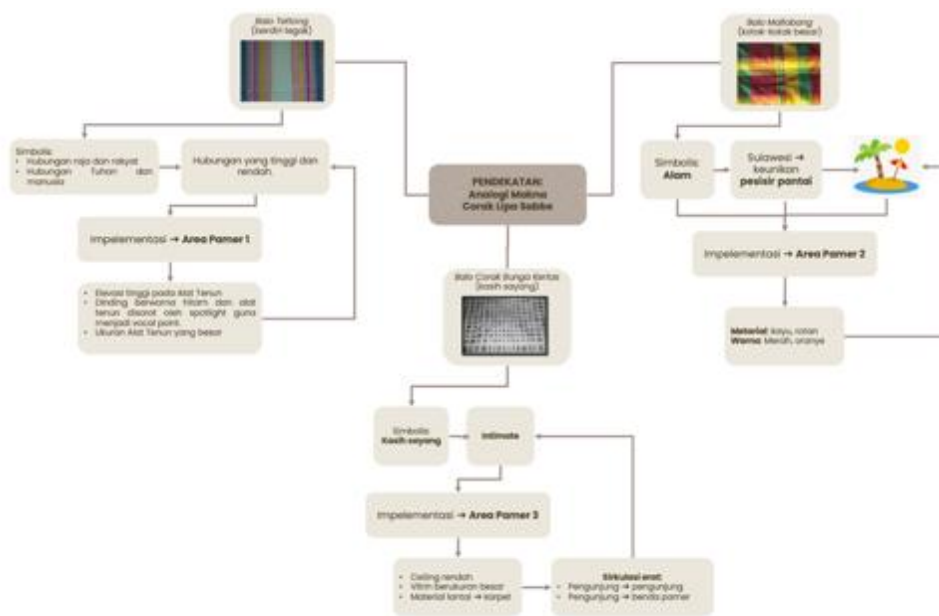 Balo Tettong
(berdiri tegak)
Simbolis:
• Hubungan raja dan rakyat
• Hubungan Tuhan dan
manusia
Hubungan yang tinggi dan
rendah.
Impelementasi → Area Pamer 1
• Elevasi tinggi pada Alat Tenun
• Dinding berwarna hitam dan alat
tenun disorot oleh spotlight guna
menjadi vocal point.
• Ukuran Alat Tenun yang besar
PENDEKATAN:
Analogi Makna
Corak Lipa Sabbe
Balo Mallobang
(kotak-kotak besar)
Simbolis:
Alam
Sulawesi →
keunikan
pesisir pantai
Impelementasi → Area Pamer 2
Material: kayu, rotan
Warna: Merah, oranye
Balo Corak Bunga Kertas
(kasih sayang)
Simbolis:
Kasih sayang
Intimate
Impelementasi → Area Pamer 3
• Ceiling rendah
• Vitrin berukuran besar
• Material lantai → karpet
Sirkulasi erat:
• Pengunjung → pengunjung
• Pengunjung → benda pamer